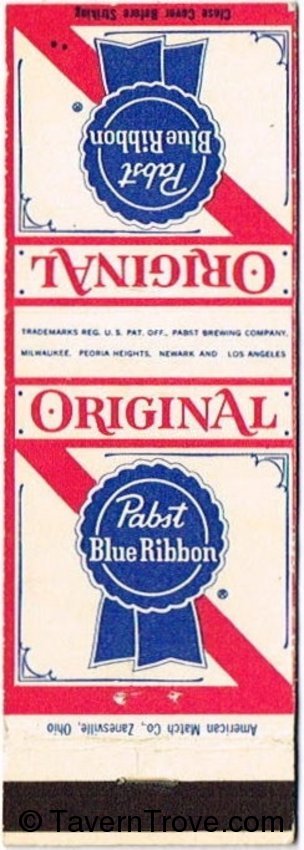 Close Cover Before Striking
Pabst
Blue Ribbon
®
ORIGINAL
TRADEMARKS REG. U. S. PAT. OFF., PABST BREWING COMPANY,
MILWAUKEE, PEORIA HEIGHTS, NEWARK AND LOS ANGELES
ORIGINAL
Pabst
Blue Ribbon
®
American Match Co., Zanesville, Ohio
© TavernTrove.com